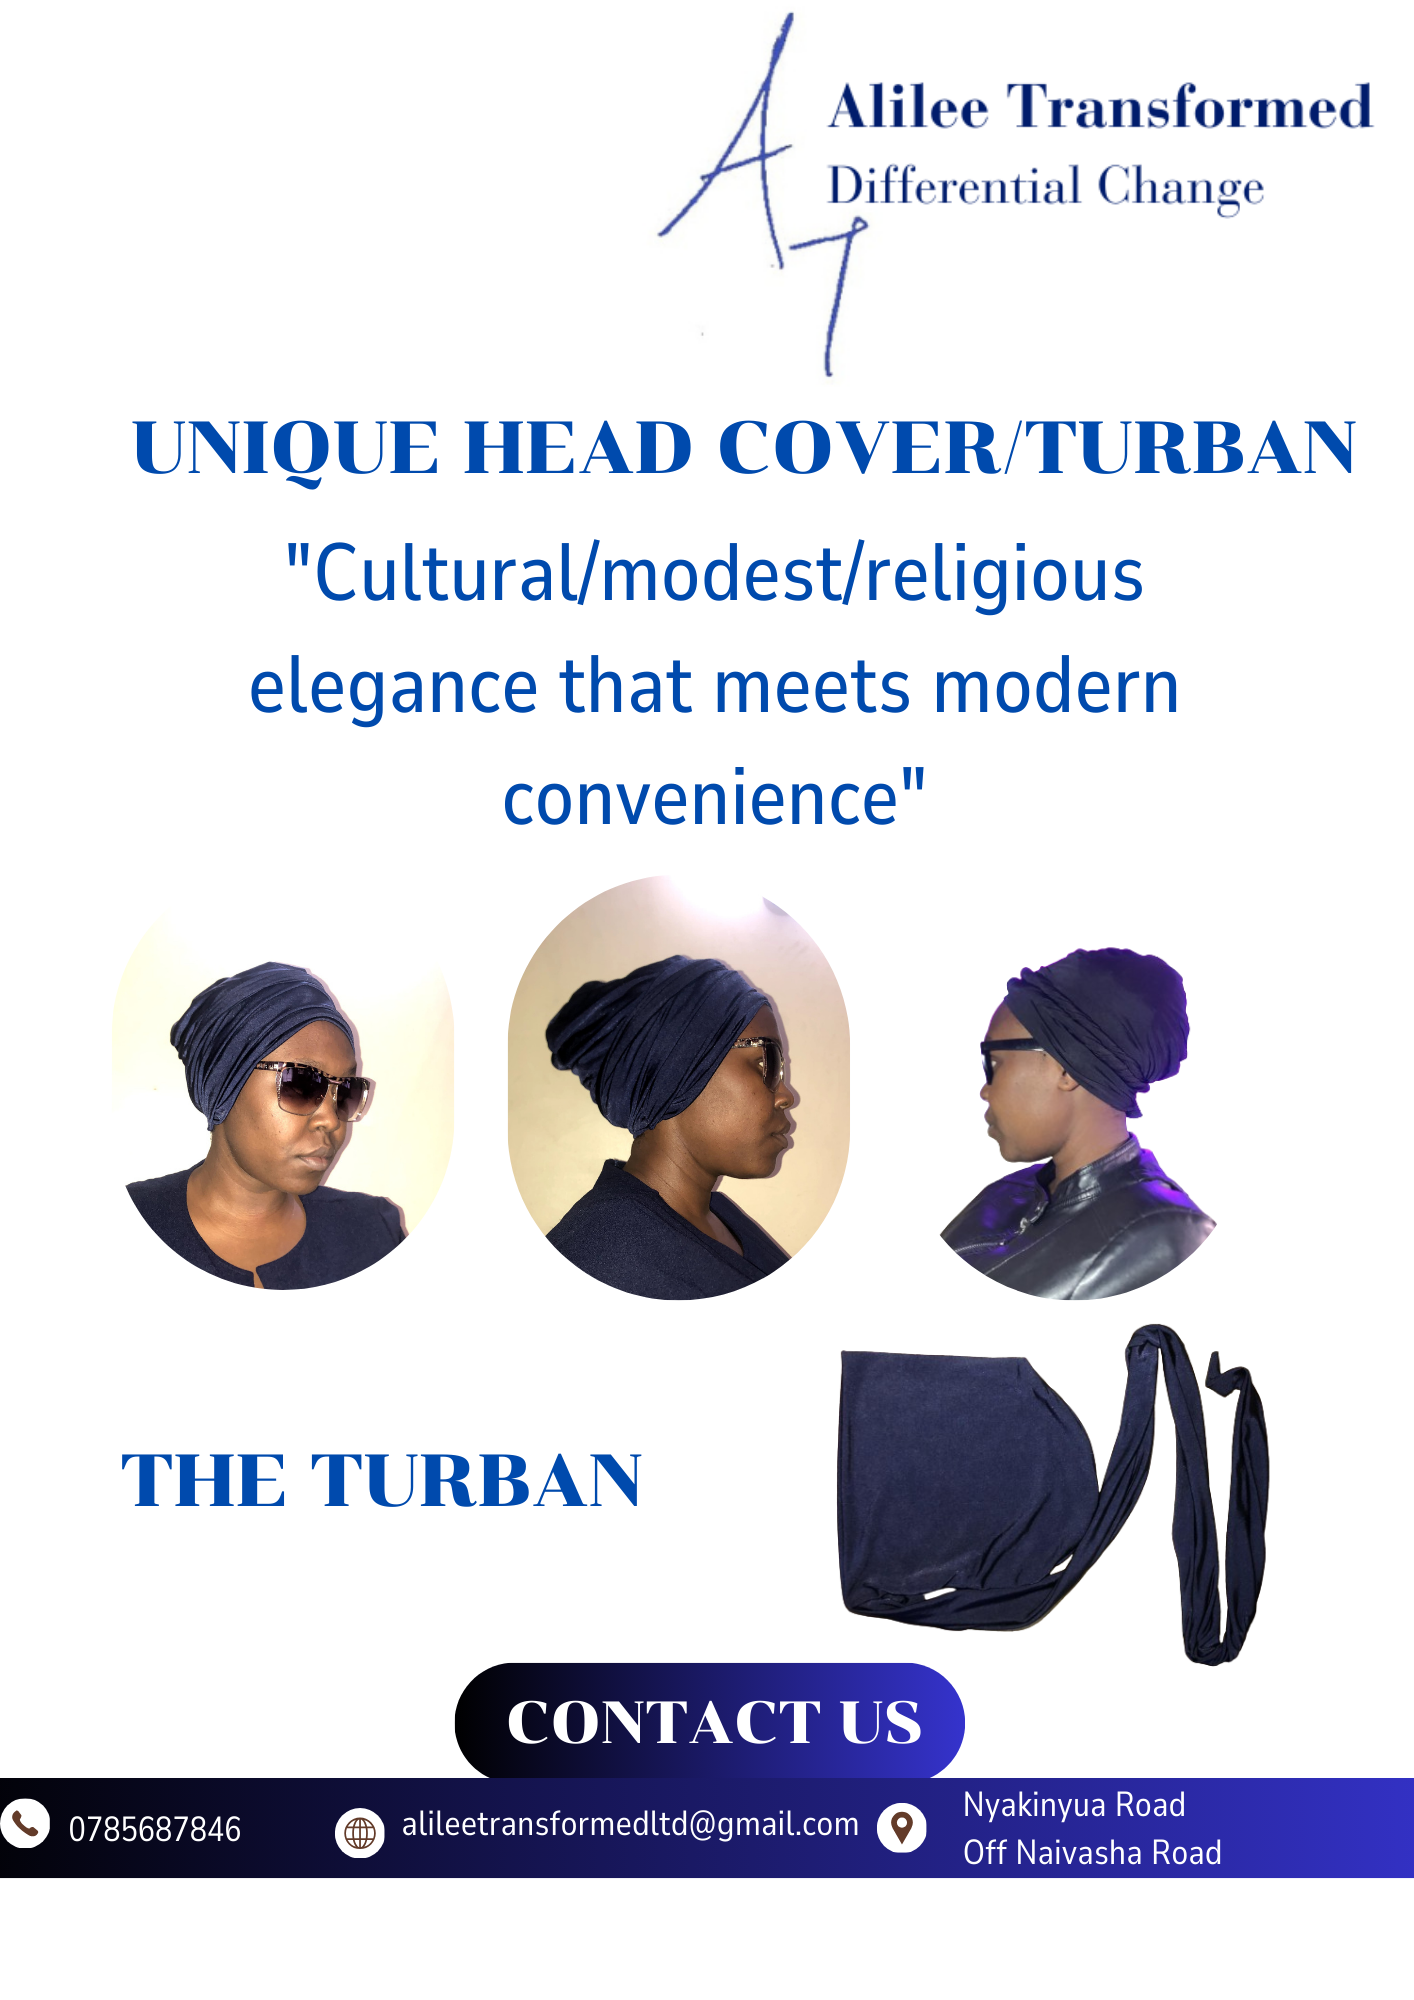 Alilee Transformed
Differential Change
AT
UNIQUE HEAD COVER/TURBAN
"Cultural/modest/religious
elegance that meets modern
convenience"
THE TURBAN
CONTACT US
0785687846
alileetransformedltd@gmail.com
Nyakinyua Road
Off Naivasha Road